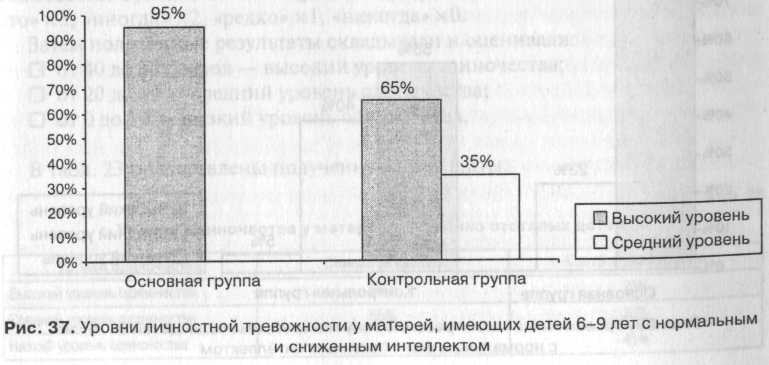 100%
90%
80%
70%
60%
50%
40%
30%
20%
10%
0%
95%
65%
35%
Основная группа
Контрольная группа
Высокий уровень
Средний уровень
Рис. 37. Уровни личностной тревожности у матерей, имеющих детей 6–9 лет с нормальным
и сниженным интеллектом